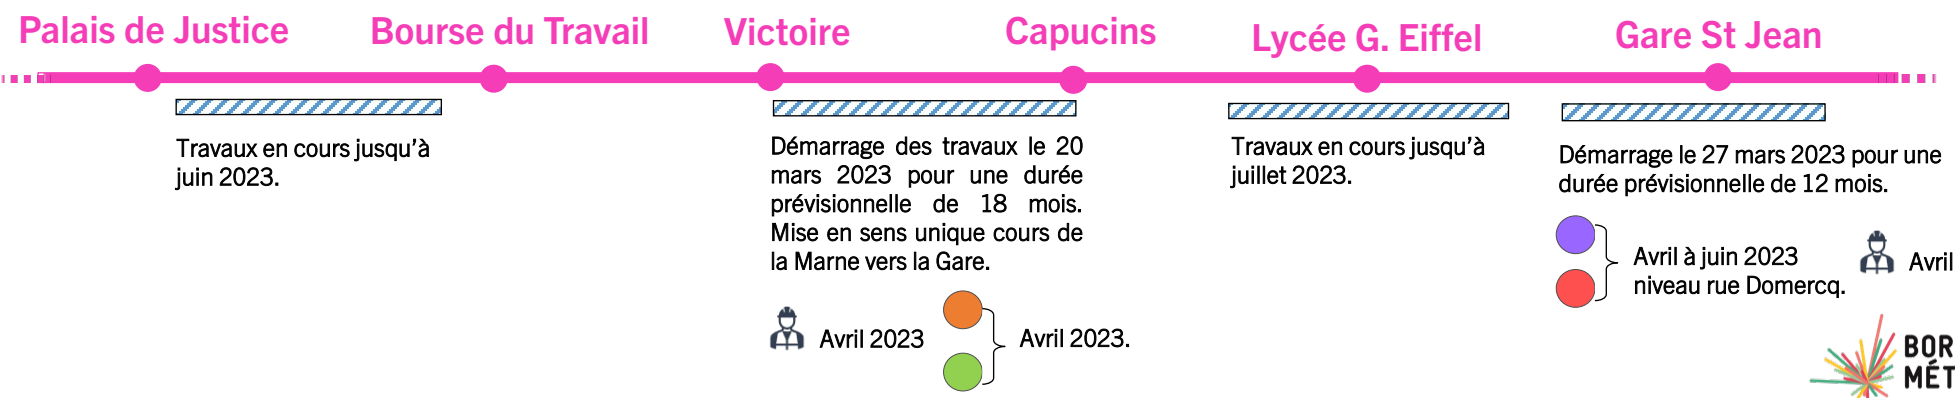 Palais de Justice
Bourse du Travail
Victoire
Capucins
Lycée G. Eiffel
Gare St Jean
Travaux en cours jusqu'à
juin 2023.
Démarrage des travaux le 20
mars 2023 pour une durée
prévisionnelle de 18 mois.
Mise en sens unique cours de
la Marne vers la Gare.
Avril 2023
Avril 2023.
Travaux en cours jusqu'à
juillet 2023.
Démarrage le 27 mars 2023 pour une
durée prévisionnelle de 12 mois.
Avril à juin 2023
niveau rue Domercq.
Avril
BOR
MÉT